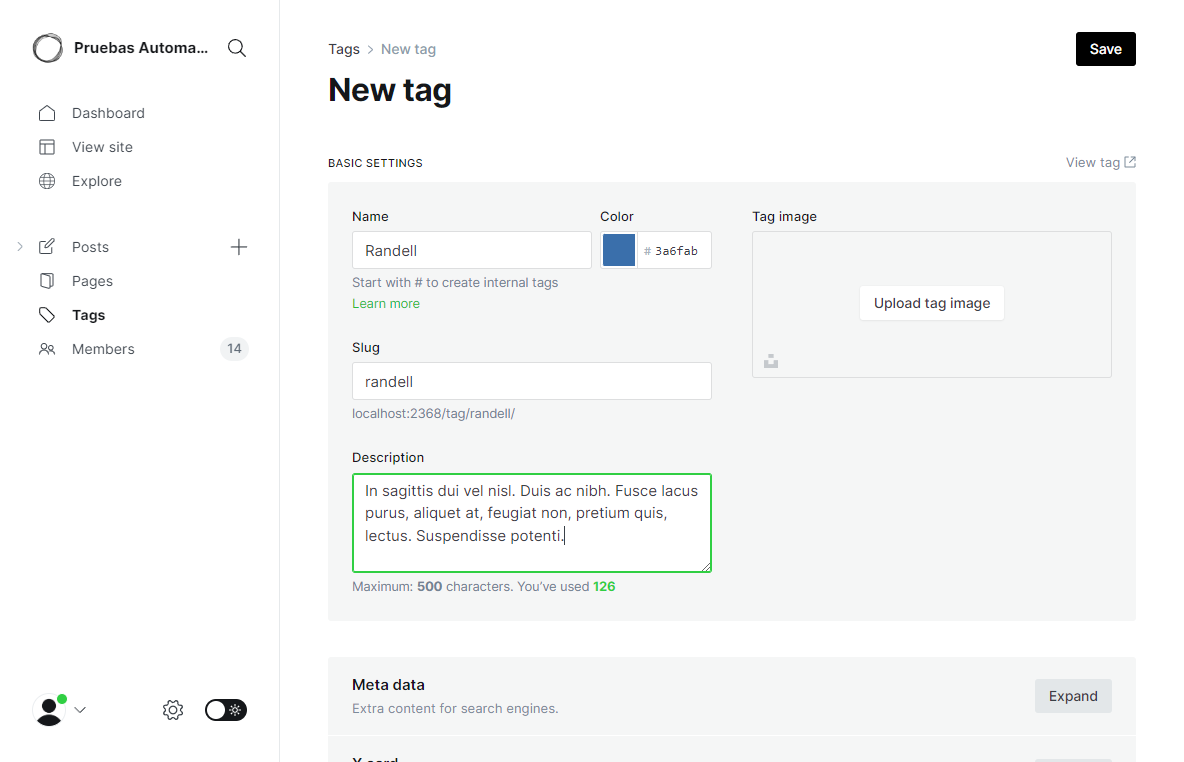 Pruebas Automa...
Dashboard
View site
Explore
Posts
Pages
Tags
Members
14
Tags
New tag
Save
New tag
BASIC SETTINGS
View tag
Name
Randell
Start with # to create internal tags
Learn more
Color
# 3a6fab
Tag image
Upload tag image
Slug
randell
localhost:2368/tag/randell/
Description
In sagittis dui vel nisl. Duis ac nibh. Fusce lacus
purus, aliquet at, feugiat non, pretium quis,
lectus. Suspendisse potenti.
Maximum: 500 characters. You’ve used 126
Meta data
Extra content for search engines.
Expand
X card